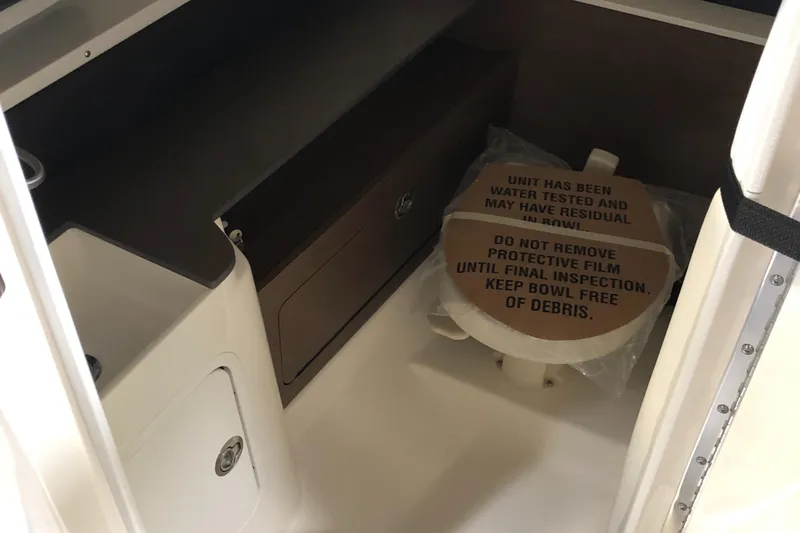 UNIT HAS BEEN
WATER TESTED AND
MAY HAVE RESIDUAL
IN BOWL.
DO NOT REMOVE
PROTECTIVE FILM
UNTIL FINAL INSPECTION.
KEEP BOWL FREE
OF DEBRIS.